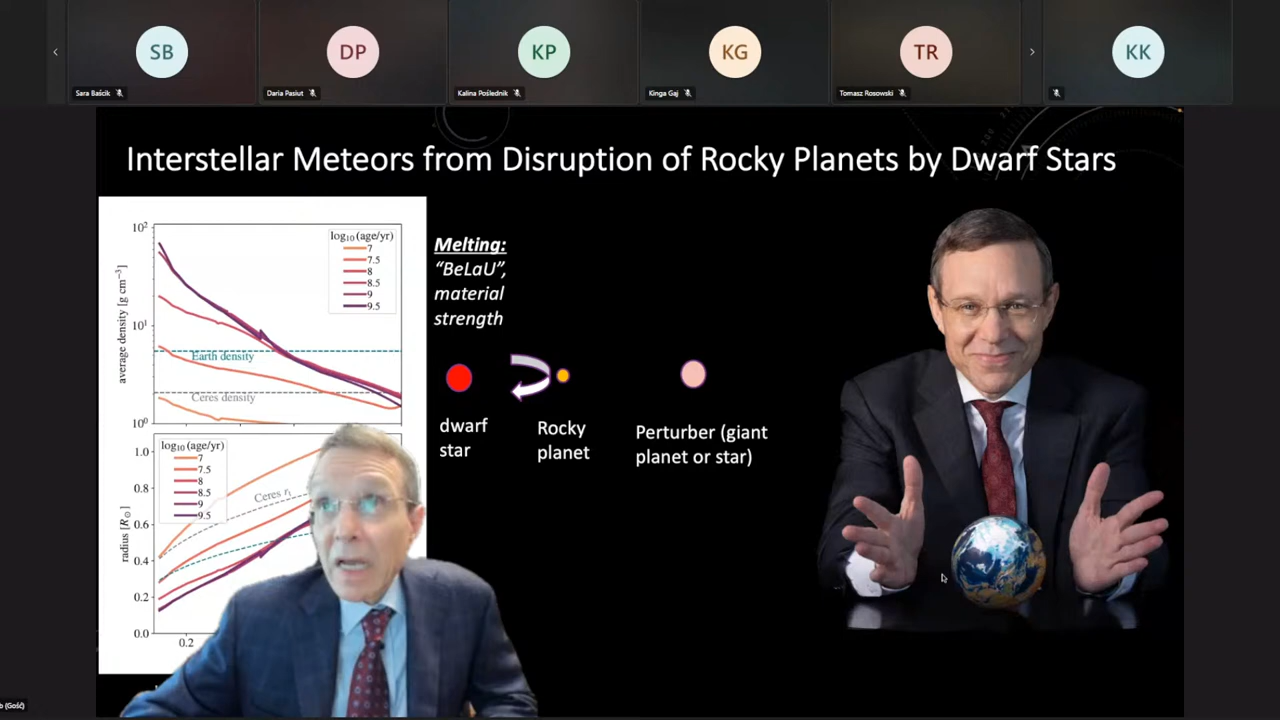 SB
DP
KP
KG
TR
KK
Sara Baścik
Daria Pasiut
Kalina Poślednik
Kinga Gaj
Tomasz Rosowski
Interstellar Meteors from Disruption of Rocky Planets by Dwarf Stars
10²
10¹
10⁰
average density [g cm⁻³]
log₁₀(age/yr)
7
7.5
8
8.5
9
9.5
Earth density
Ceres density
1.0
0.8
0.6
0.4
0.2
0.0
radius [R☉]
log₁₀(age/yr)
7
7.5
8
8.5
9
9.5
Ceres rₜ
0.2
Melting:
“BeLaU”,
material
strength
dwarf
star
Rocky
planet
Perturber (giant
planet or star)
b (Gość)